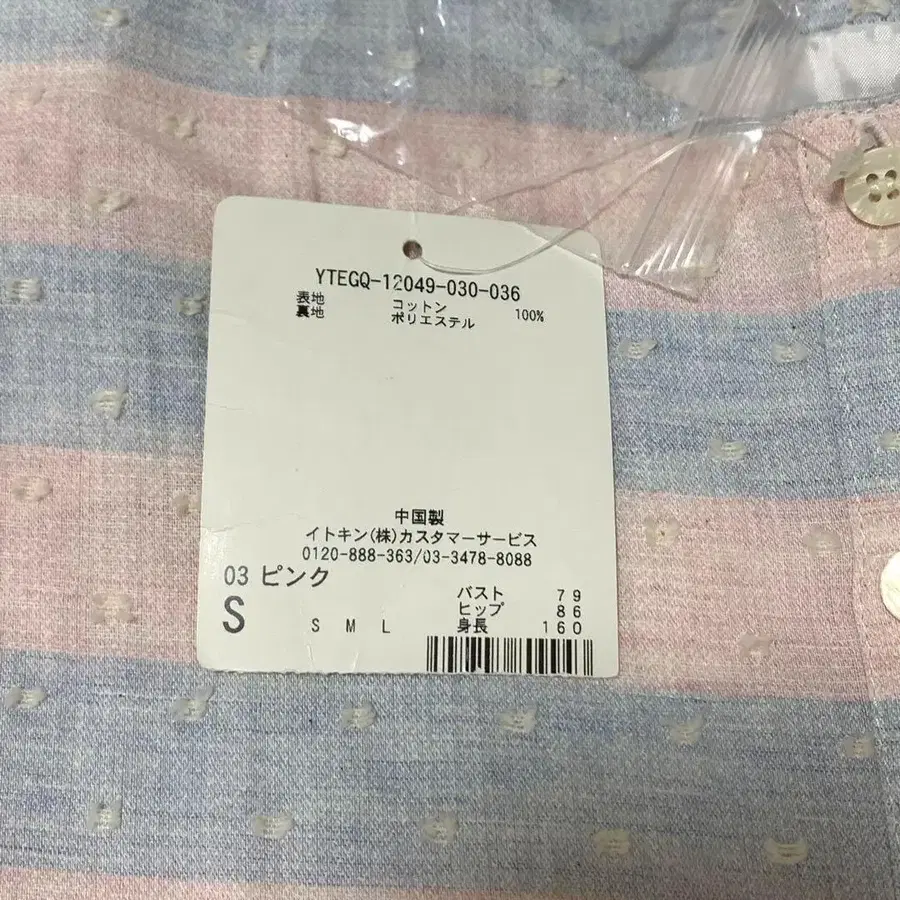 YTEGQ-12049-030-036
表地 コットン 100%
裏地 ポリエステル
中国製
イトキン(株)カスタマーサービス
0120-888-363/03-3478-8088
03 ピンク
S
S M L
バスト 79
ヒップ 86
身長 160